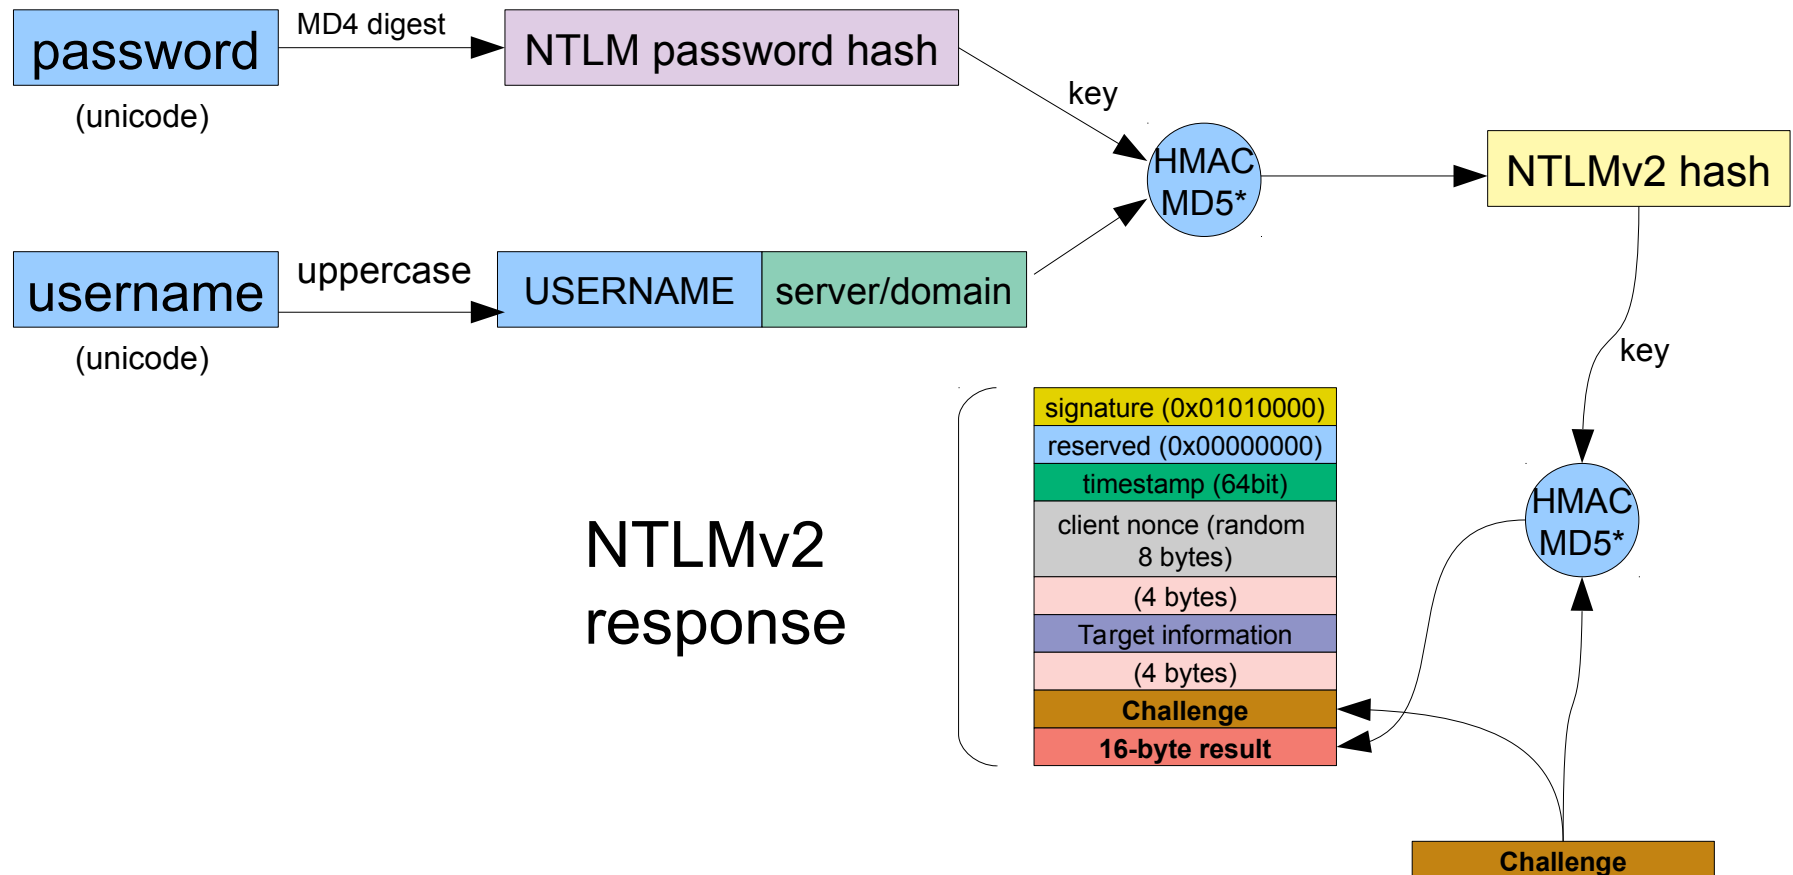 password
MD4 digest
NTLM password hash
(unicode)
key
HMAC
MD5*
NTLMv2 hash
username
uppercase
USERNAME
server/domain
(unicode)
key
signature (0x01010000)
reserved (0x00000000)
timestamp (64bit)
client nonce (random
8 bytes)
(4 bytes)
Target information
(4 bytes)
Challenge
16-byte result
NTLMv2
response
HMAC
MD5*
Challenge